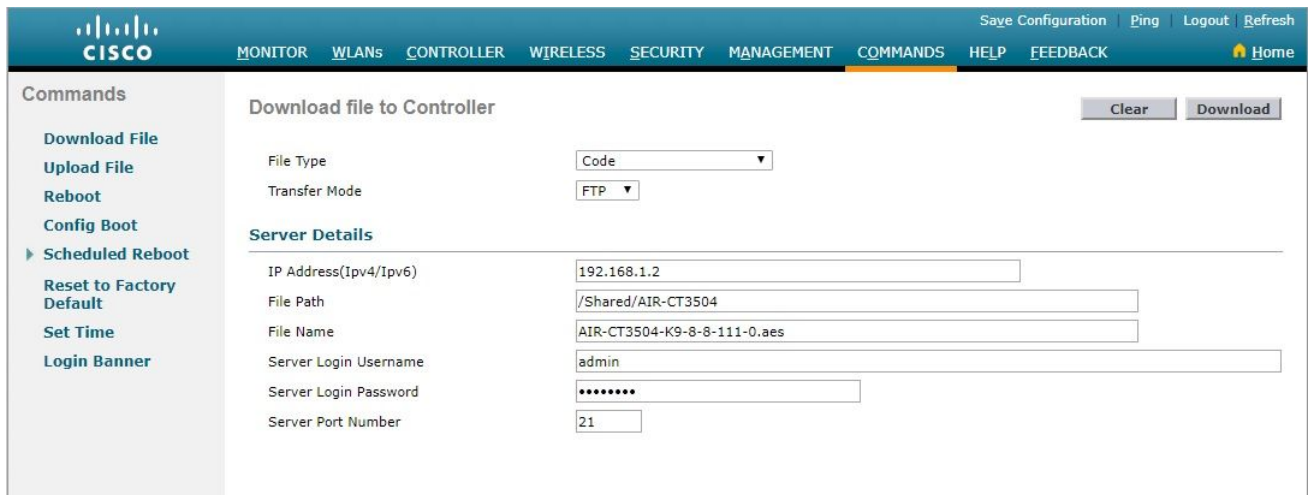 Save Configuration Ping Logout Refresh
CISCO MONITOR WLANs CONTROLLER WIRELESS SECURITY MANAGEMENT COMMANDS HELP FEEDBACK Home
Commands
Download File
Upload File
Reboot
Config Boot
Scheduled Reboot
Reset to Factory
Default
Set Time
Login Banner
Download file to Controller Clear Download
File Type Code
Transfer Mode FTP
Server Details
IP Address(Ipv4/Ipv6) 192.168.1.2
File Path /Shared/AIR-CT3504
File Name AIR-CT3504-K9-8-8-111-0.aes
Server Login Username admin
Server Login Password ••••••••
Server Port Number 21